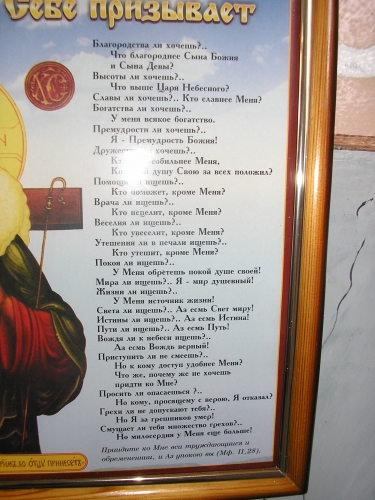 Себе призывает
Благородства ли хочешь?..
Что благороднее Сына Божия
и Сына Девы?
Высоты ли хочешь?..
Что выше Царя Небесного?
Славы ли хочешь?.. Кто славнее Меня?
Богатства ли хочешь?..
У меня всякое богатство.
Премудрости ли хочешь?..
Я - Премудрость Божия!
Дружества хочешь?..
Кто Меня,
душу Свою за всех положил?
Помощи ищешь?..
Кто поможет, кроме Меня?
Врача ли ищешь?..
Кто исцелит, кроме Меня?
Веселия ли ищешь?..
Кто увеселит, кроме Меня?
Утешения ли в печали ищешь?..
Кто утешит, кроме Меня?
Покоя ли ищешь?..
У Меня обретешь покой душе своей!
Мира ли ищешь?.. Я - мир душевный!
Жизни ли ищешь?..
У Меня источник жизни!
Света ли ищешь?.. Аз есмь Свет миру!
Истины ли ищешь?.. Аз есмь Истина!
Пути ли ищешь?.. Аз есмь Путь!
Вождя ли к небеси ищешь?..
Аз есмь Вождь верный!
Приступить ли не смеешь?..
Но к кому доступ удобнее Меня?
Что же, почему же не хочешь
придти ко Мне?
Просить ли опасаешься ?..
Но кому, просящему с верою, Я отказал?
Грехи ли не допускают тебя?..
Но Я за грешников умер!
Смущает ли тебя множество грехов?..
Но милосердия у Меня еще больше!
Приидите ко Мне вси труждающиися и
обремененнии, и Аз упокою вы (Мф. II,28).
ко Отцу принесетъ